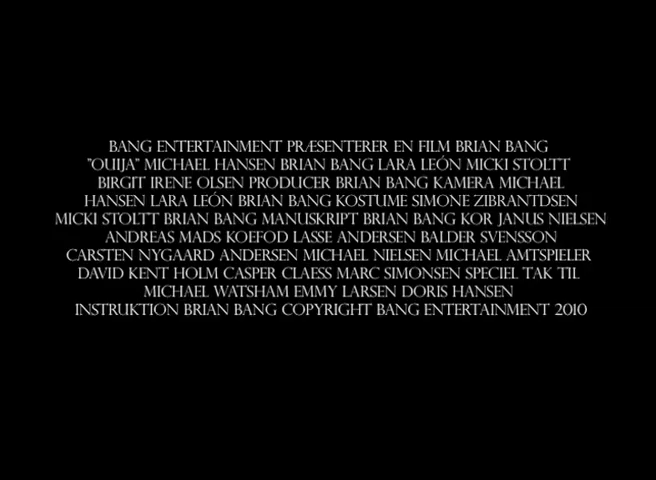 BANG ENTERTAINMENT PRÆSENTERER EN FILM BRIAN BANG
"OUIJA" MICHAEL HANSEN BRIAN BANG LARA LEÓN MICKI STOLTT
BIRGIT IRENE OLSEN PRODUCER BRIAN BANG KAMERA MICHAEL
HANSEN LARA LEÓN BRIAN BANG KOSTUME SIMONE ZIBRANTDSEN
MICKI STOLTT BRIAN BANG MANUSKRIPT BRIAN BANG KOR JANUS NIELSEN
ANDREAS MADS KOEFOD LASSE ANDERSEN BALDER SVENSSON
CARSTEN NYGAARD ANDERSEN MICHAEL NIELSEN MICHAEL AMTSPIELER
DAVID KENT HOLM CASPER CLAESS MARC SIMONSEN SPECIEL TAK TIL
MICHAEL WATSHAM EMMY LARSEN DORIS HANSEN
INSTRUKTION BRIAN BANG COPYRIGHT BANG ENTERTAINMENT 2010